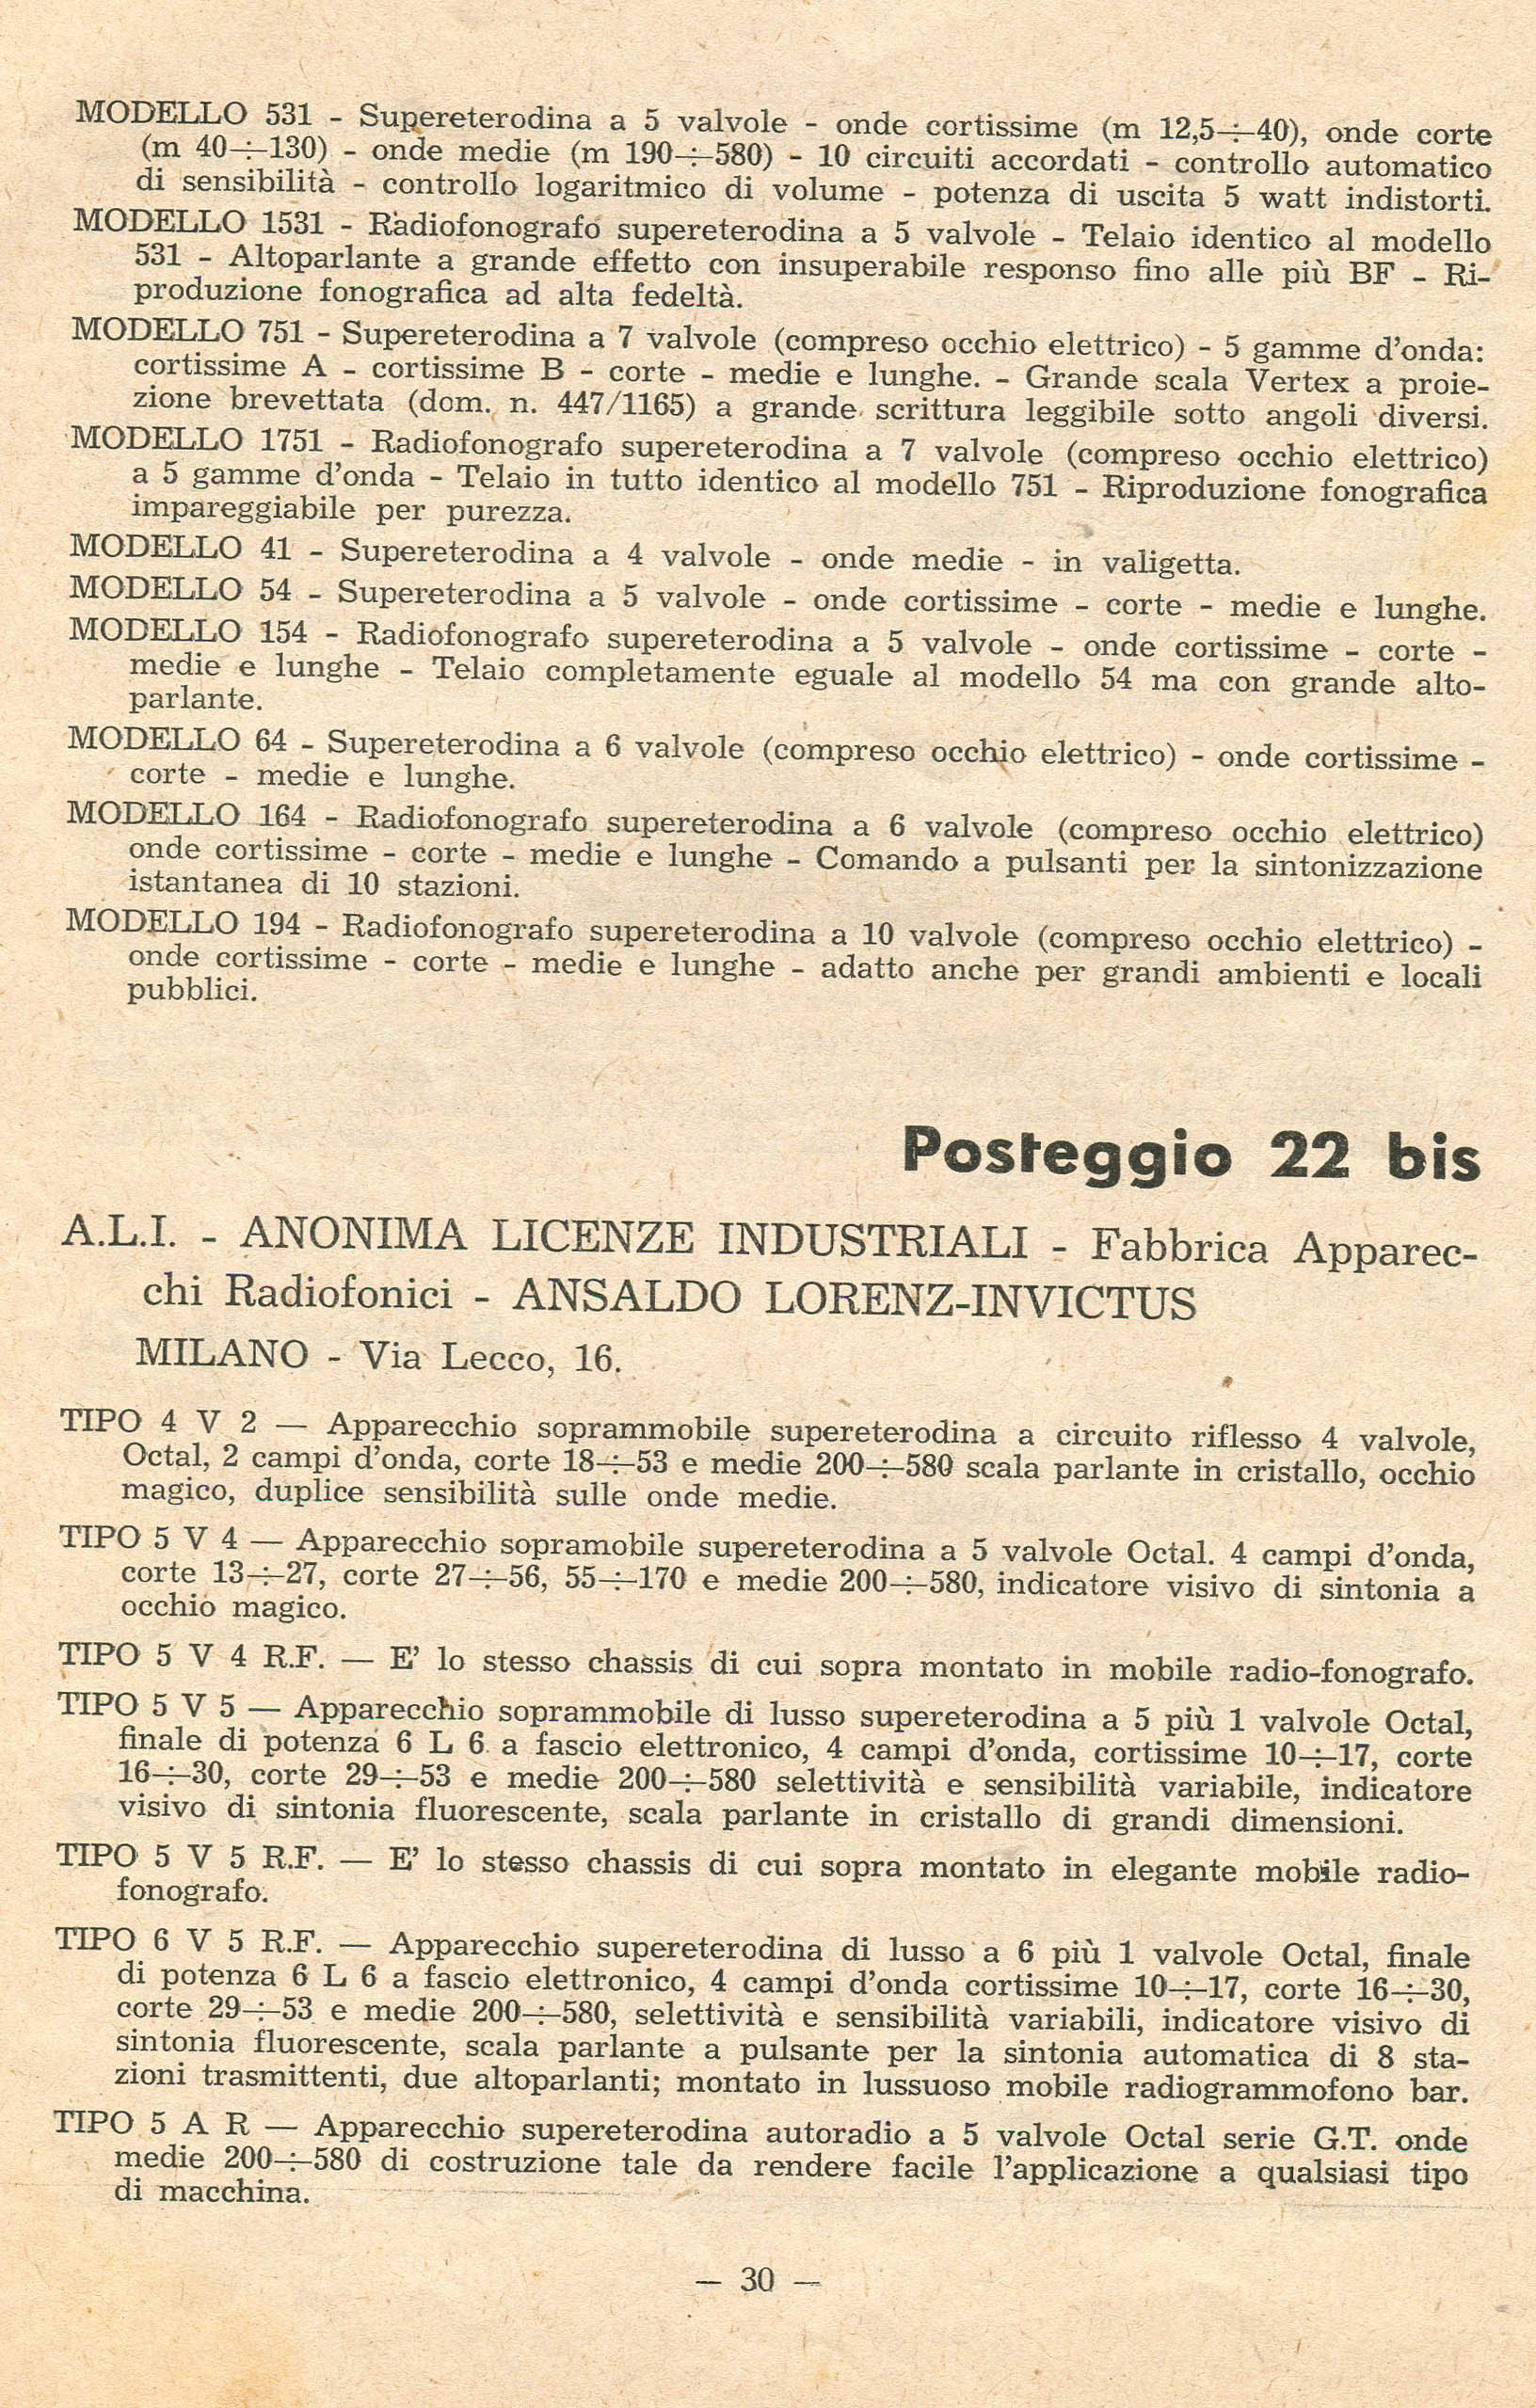 MODELLO 531 - Supereterodina a 5 valvole - onde cortissime (m 12,5÷40), onde corte
(m 40÷130) - onde medie (m 190÷580) - 10 circuiti accordati - controllo automatico
di sensibilità - controllo logaritmico di volume - potenza di uscita 5 watt indistorti.
MODELLO 1531 - Radiofonografo supereterodina a 5 valvole - Telaio identico al modello
531 - Altoparlante a grande effetto con insuperabile responso fino alle più BF - Ri-
produzione fonografica ad alta fedeltà.
MODELLO 751 - Supereterodina a 7 valvole (compreso occhio elettrico) - 5 gamme d'onda:
cortissime A - cortissime B - corte - medie e lunghe. - Grande scala Vertex a proie-
zione brevettata (dom. n. 447/1165) a grande scrittura leggibile sotto angoli diversi.
MODELLO 1751 - Radiofonografo supereterodina a 7 valvole (compreso occhio elettrico)
a 5 gamme d'onda - Telaio in tutto identico al modello 751 - Riproduzione fonografica
impareggiabile per purezza.
MODELLO 41 - Supereterodina a 4 valvole - onde medie - in valigetta.
MODELLO 54 - Supereterodina a 5 valvole - onde cortissime - corte - medie e lunghe.
MODELLO 154 - Radiofonografo supereterodina a 5 valvole - onde cortissime - corte -
medie e lunghe - Telaio completamente eguale al modello 54 ma con grande alto-
parlante.
MODELLO 64 - Supereterodina a 6 valvole (compreso occhio elettrico) - onde cortissime -
corte - medie e lunghe.
MODELLO 164 - Radiofonografo supereterodina a 6 valvole (compreso occhio elettrico)
onde cortissime - corte - medie e lunghe - Comando a pulsanti per la sintonizzazione
istantanea di 10 stazioni.
MODELLO 194 - Radiofonografo supereterodina a 10 valvole (compreso occhio elettrico) -
onde cortissime - corte - medie e lunghe - adatto anche per grandi ambienti e locali
pubblici.
Posteggio 22 bis
A.L.I. - ANONIMA LICENZE INDUSTRIALI - Fabbrica Apparec-
chi Radiofonici - ANSALDO LORENZ-INVICTUS
MILANO - Via Lecco, 16.
TIPO 4 V 2 — Apparecchio soprammobile supereterodina a circuito riflesso 4 valvole,
Octal, 2 campi d'onda, corte 18÷53 e medie 200÷580 scala parlante in cristallo, occhio
magico, duplice sensibilità sulle onde medie.
TIPO 5 V 4 — Apparecchio sopramobile supereterodina a 5 valvole Octal. 4 campi d'onda,
corte 13÷27, corte 27÷56, 55÷170 e medie 200÷580, indicatore visivo di sintonia a
occhio magico.
TIPO 5 V 4 R.F. — E' lo stesso chassis di cui sopra montato in mobile radio-fonografo.
TIPO 5 V 5 — Apparecchio soprammobile di lusso supereterodina a 5 più 1 valvole Octal,
finale di potenza 6 L 6 a fascio elettronico, 4 campi d'onda, cortissime 10÷17, corte
16÷30, corte 29÷53 e medie 200÷580 selettività e sensibilità variabile, indicatore
visivo di sintonia fluorescente, scala parlante in cristallo di grandi dimensioni.
TIPO 5 V 5 R.F. — E' lo stesso chassis di cui sopra montato in elegante mobile radio-
fonografo.
TIPO 6 V 5 R.F. — Apparecchio supereterodina di lusso a 6 più 1 valvole Octal, finale
di potenza 6 L 6 a fascio elettronico, 4 campi d'onda cortissime 10÷17, corte 16÷30,
corte 29÷53 e medie 200÷580, selettività e sensibilità variabili, indicatore visivo di
sintonia fluorescente, scala parlante a pulsante per la sintonia automatica di 8 sta-
zioni trasmittenti, due altoparlanti; montato in lussuoso mobile radiogrammofono bar.
TIPO 5 A R — Apparecchio supereterodina autoradio a 5 valvole Octal serie G.T. onde
medie 200÷580 di costruzione tale da rendere facile l'applicazione a qualsiasi tipo
di macchina.
— 30 —